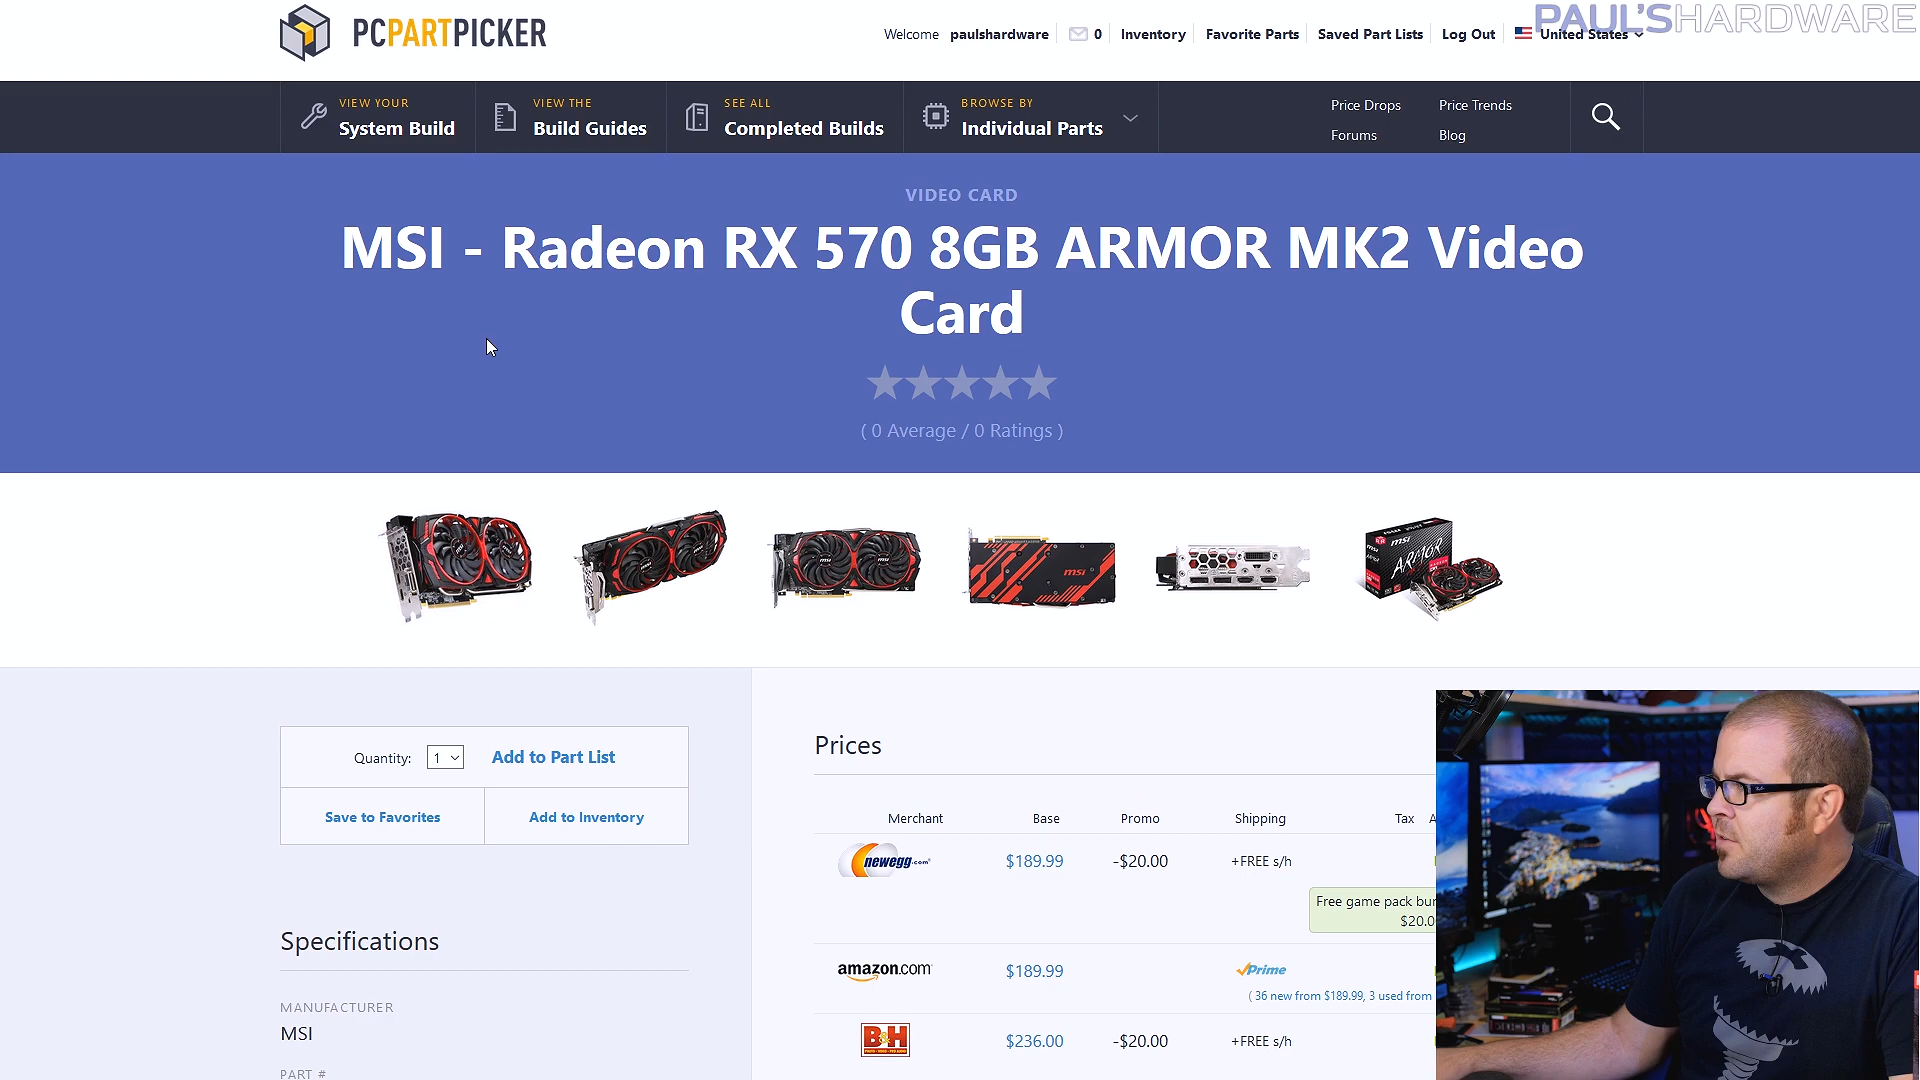 PCPARTPICKER
Welcome paulshardware 0 Inventory Favorite Parts Saved Part Lists Log Out United States
PAUL'SHARDWARE
VIEW YOUR
System Build
VIEW THE
Build Guides
SEE ALL
Completed Builds
BROWSE BY
Individual Parts
Price Drops Price Trends
Forums Blog
VIDEO CARD
MSI - Radeon RX 570 8GB ARMOR MK2 Video
Card
( 0 Average / 0 Ratings )
msi
ARMOR
Quantity: 1 Add to Part List
Save to Favorites Add to Inventory
Specifications
MANUFACTURER
MSI
PART #
Prices
Merchant Base Promo Shipping Tax A
newegg.com $189.99 -$20.00 +FREE s/h
Free game pack bun
$20.0
amazon.com $189.99 Prime
( 36 new from $189.99, 3 used from
B&H $236.00 -$20.00 +FREE s/h